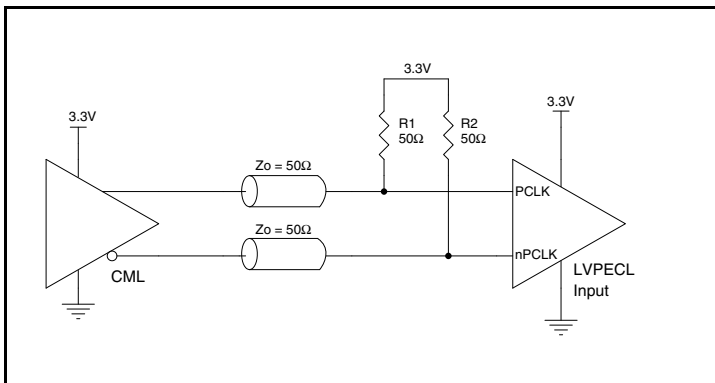 3.3V
3.3V
3.3V
R1
50Ω
R2
50Ω
Zo = 50Ω
PCLK
Zo = 50Ω
nPCLK
CML
LVPECL
Input